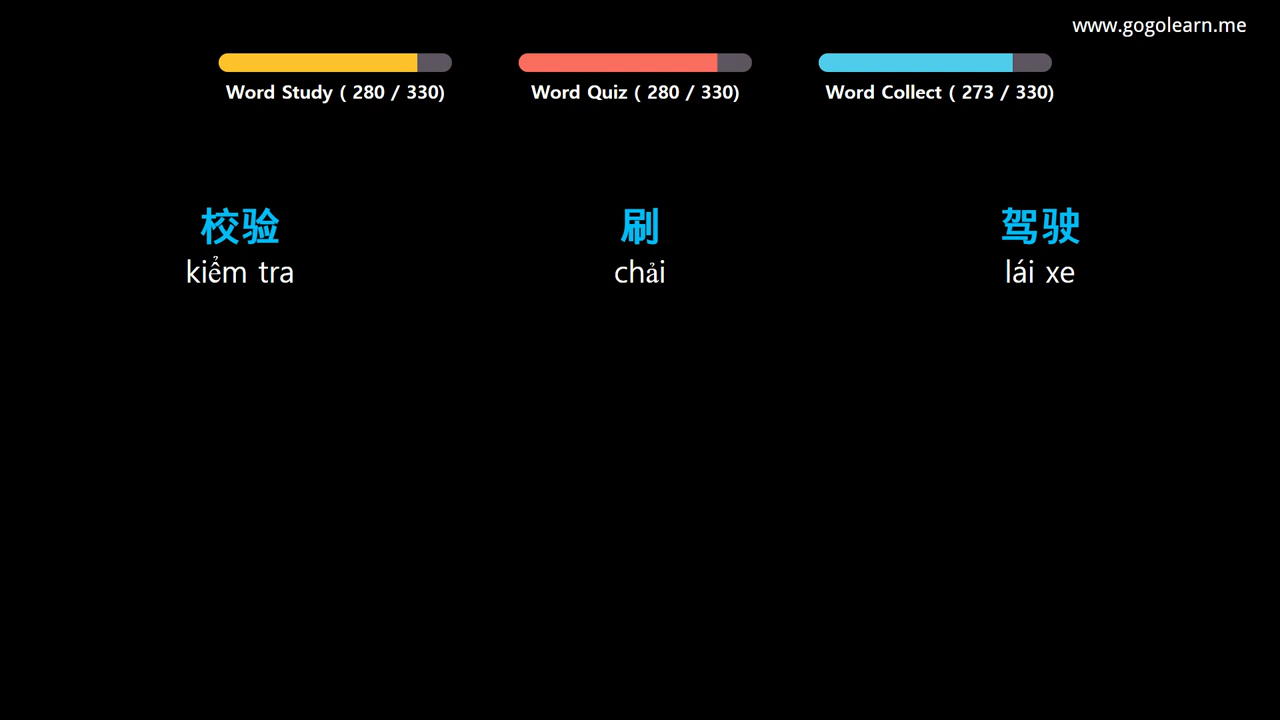 www.gogolearn.me
Word Study ( 280 / 330)
Word Quiz ( 280 / 330)
Word Collect ( 273 / 330)
校验
kiểm tra
刷
chải
驾驶
lái xe